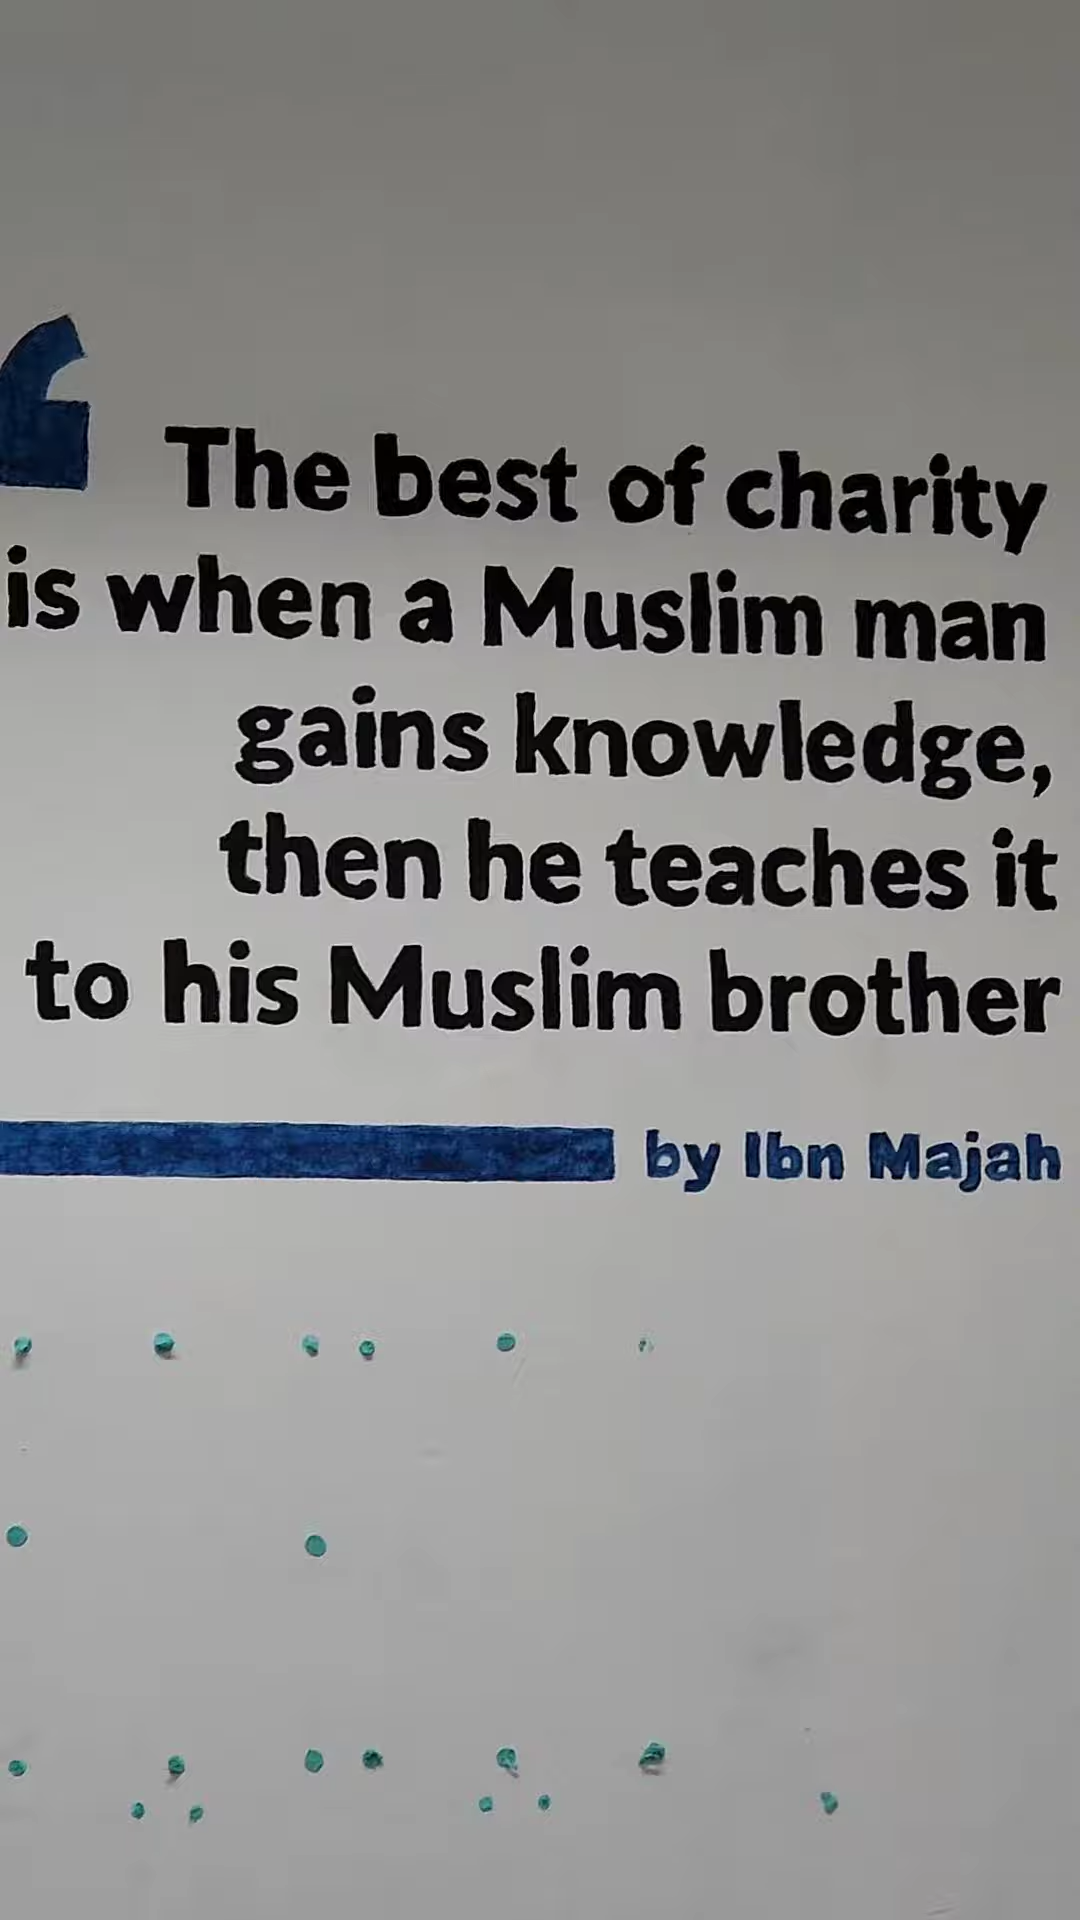 ‘
The best of charity
is when a Muslim man
gains knowledge,
then he teaches it
to his Muslim brother
by Ibn Majah